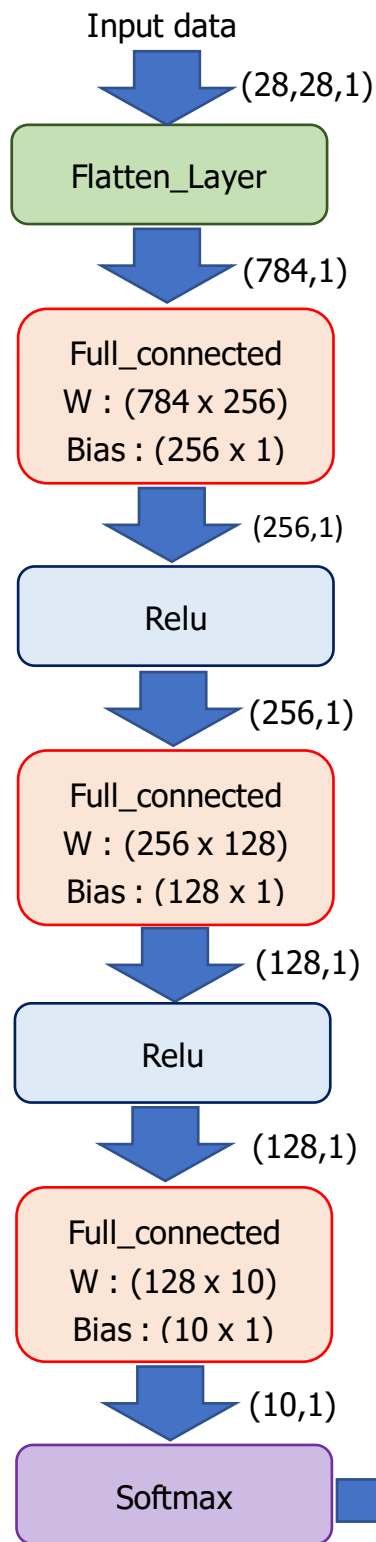 Input data
(28,28,1)
Flatten_Layer
(784,1)
Full_connected
W : (784 x 256)
Bias : (256 x 1)
(256,1)
Relu
(256,1)
Full_connected
W : (256 x 128)
Bias : (128 x 1)
(128,1)
Relu
(128,1)
Full_connected
W : (128 x 10)
Bias : (10 x 1)
(10,1)
Softmax